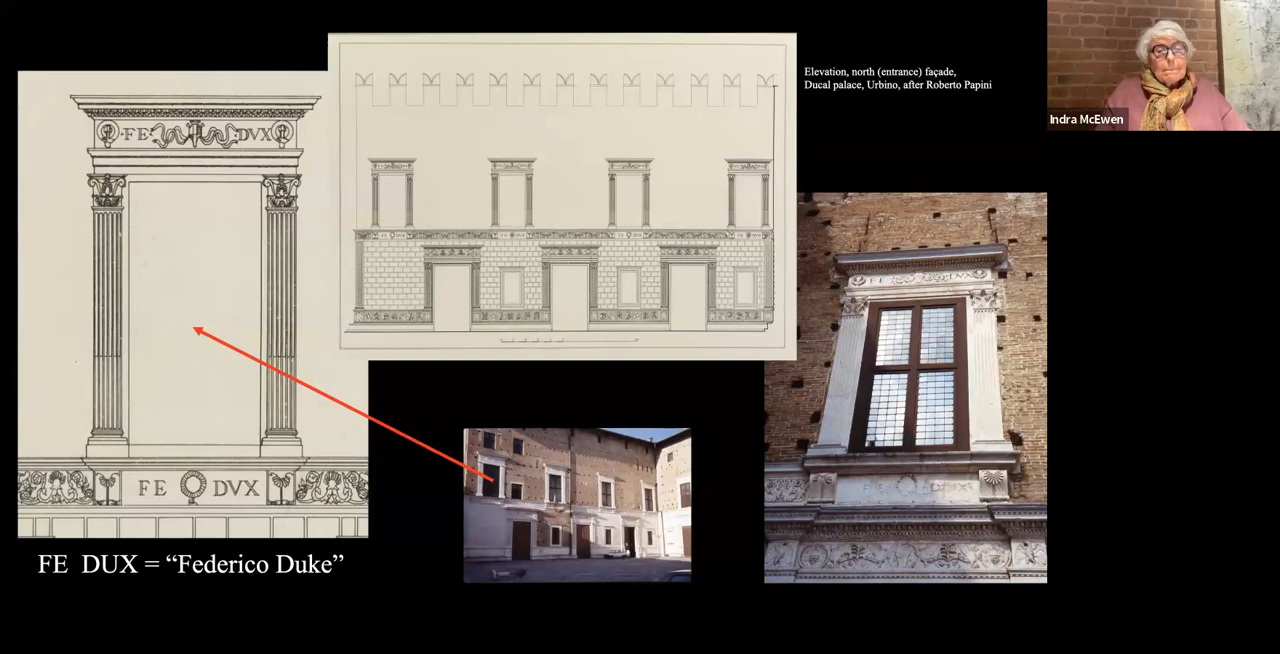 Elevation, north (entrance) façade,
Ducal palace, Urbino, after Roberto Papini
Indra McEwen
·FE DVX
FE DVX
FE DVX
FE DUX = “Federico Duke”